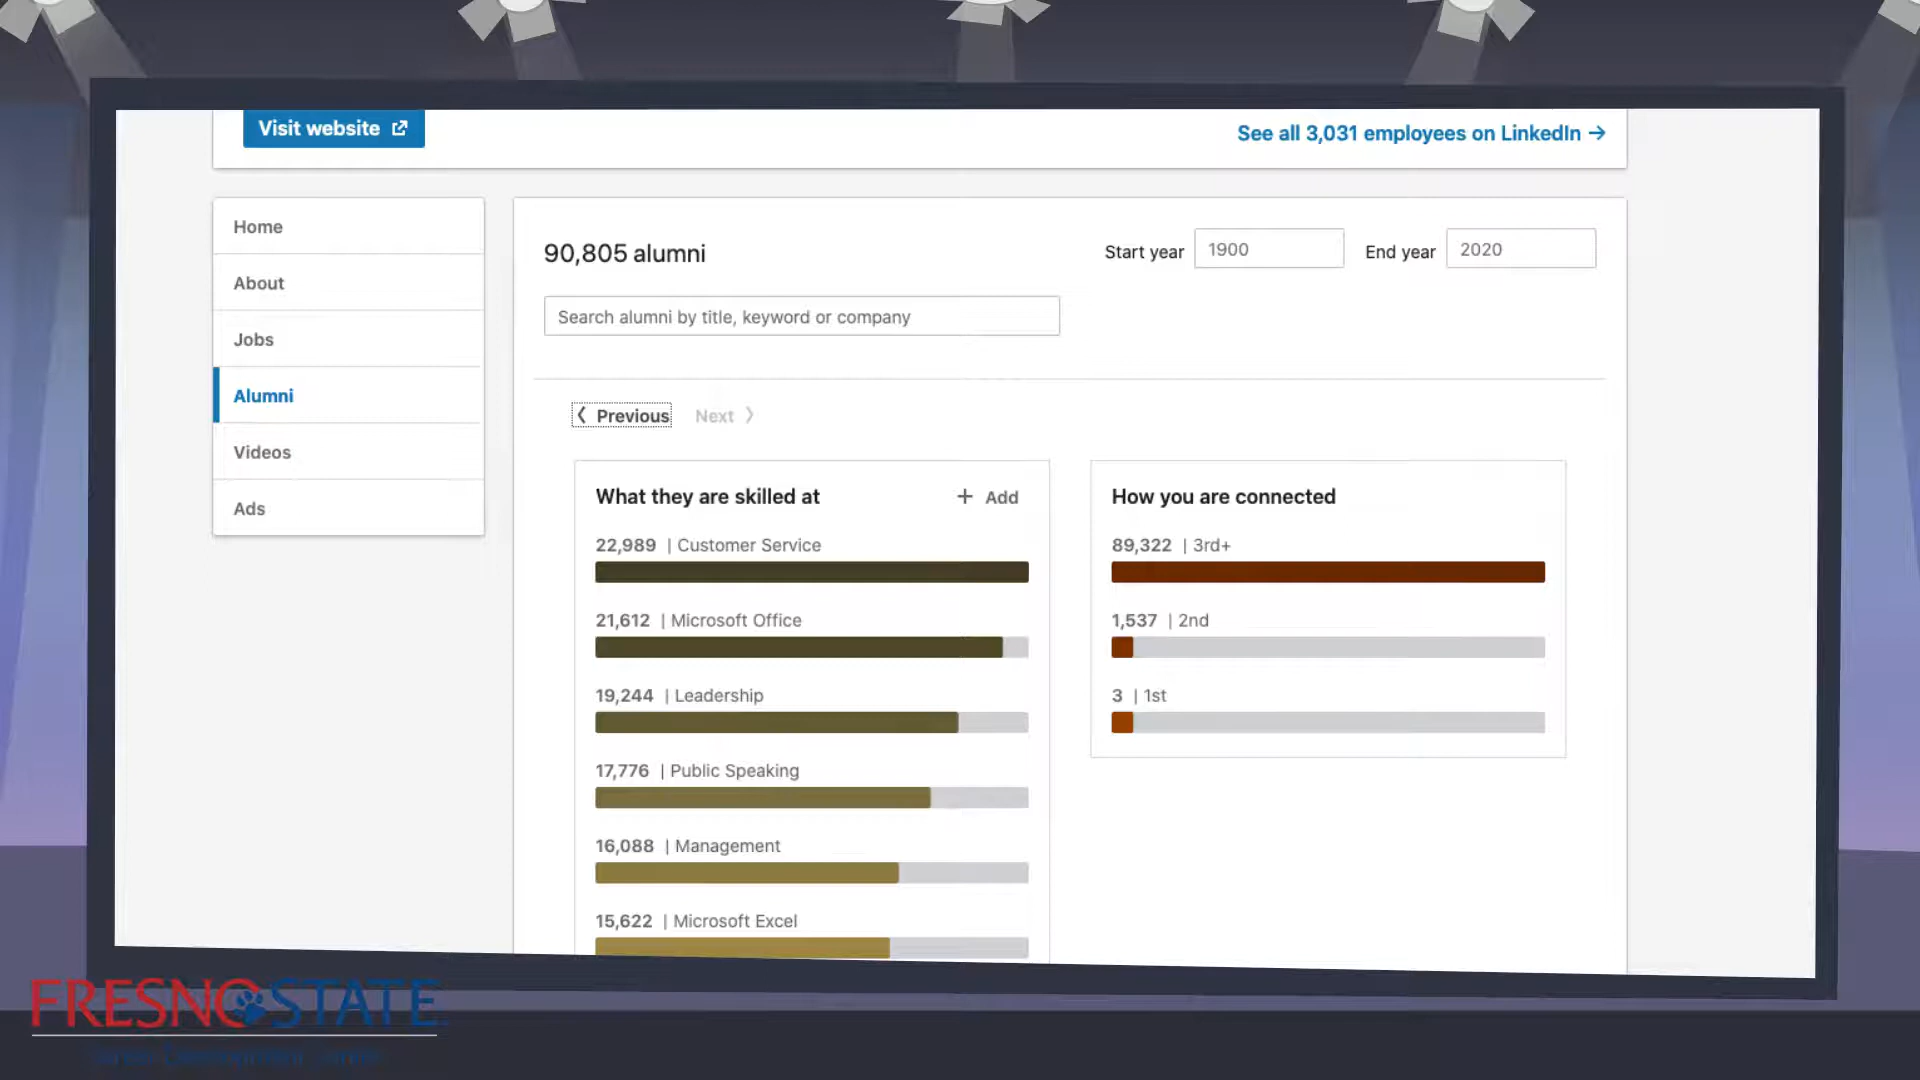 Visit website
See all 3,031 employees on LinkedIn →
Home
About
Jobs
Alumni
Videos
Ads
90,805 alumni
Start year 1900 End year 2020
Search alumni by title, keyword or company
Previous Next
What they are skilled at + Add
22,989 | Customer Service
21,612 | Microsoft Office
19,244 | Leadership
17,776 | Public Speaking
16,088 | Management
15,622 | Microsoft Excel
How you are connected
89,322 | 3rd+
1,537 | 2nd
3 | 1st
FRESNO STATE
Career Development Center